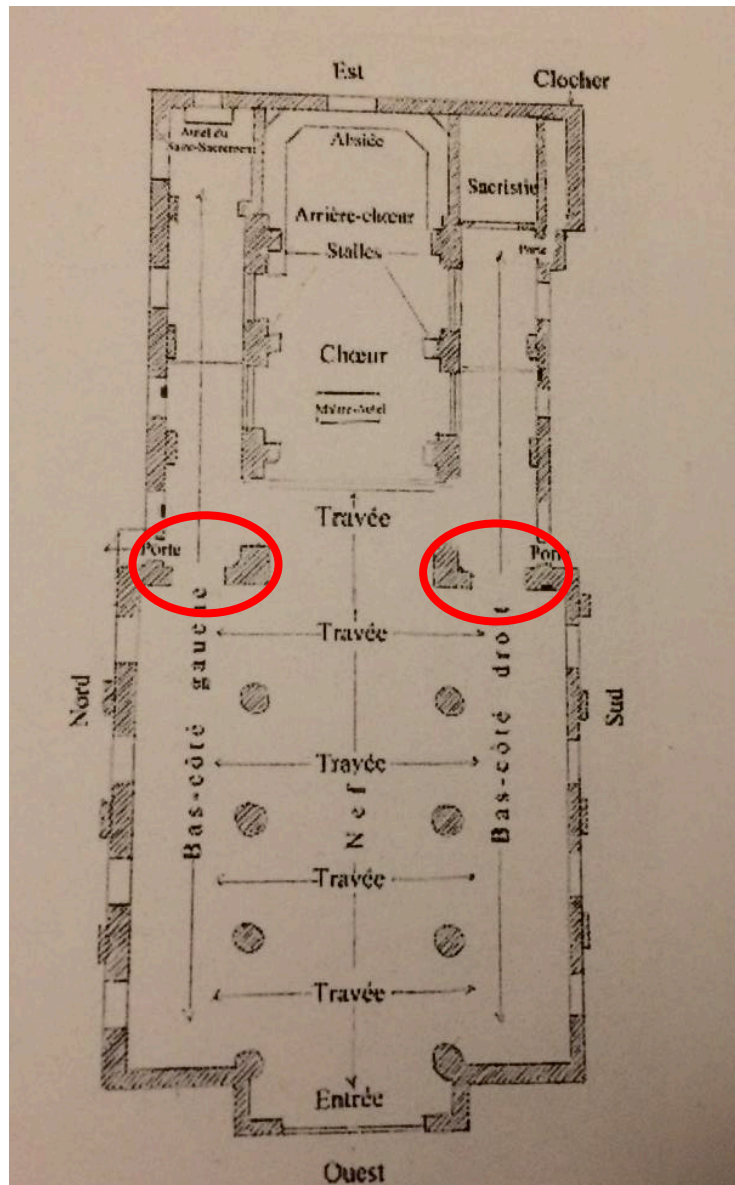 Est
Clocher
Autel du
Saint-Sacrement
Abside
Sacristie
Arrière-chœur
Porte
Stalles
Chœur
Maître-Autel
Travée
Porte
Porte
Travée
Bas-côté gauche
Bas-côté droit
Nord
Sud
Travée
Nef
Travée
Travée
Entrée
Ouest